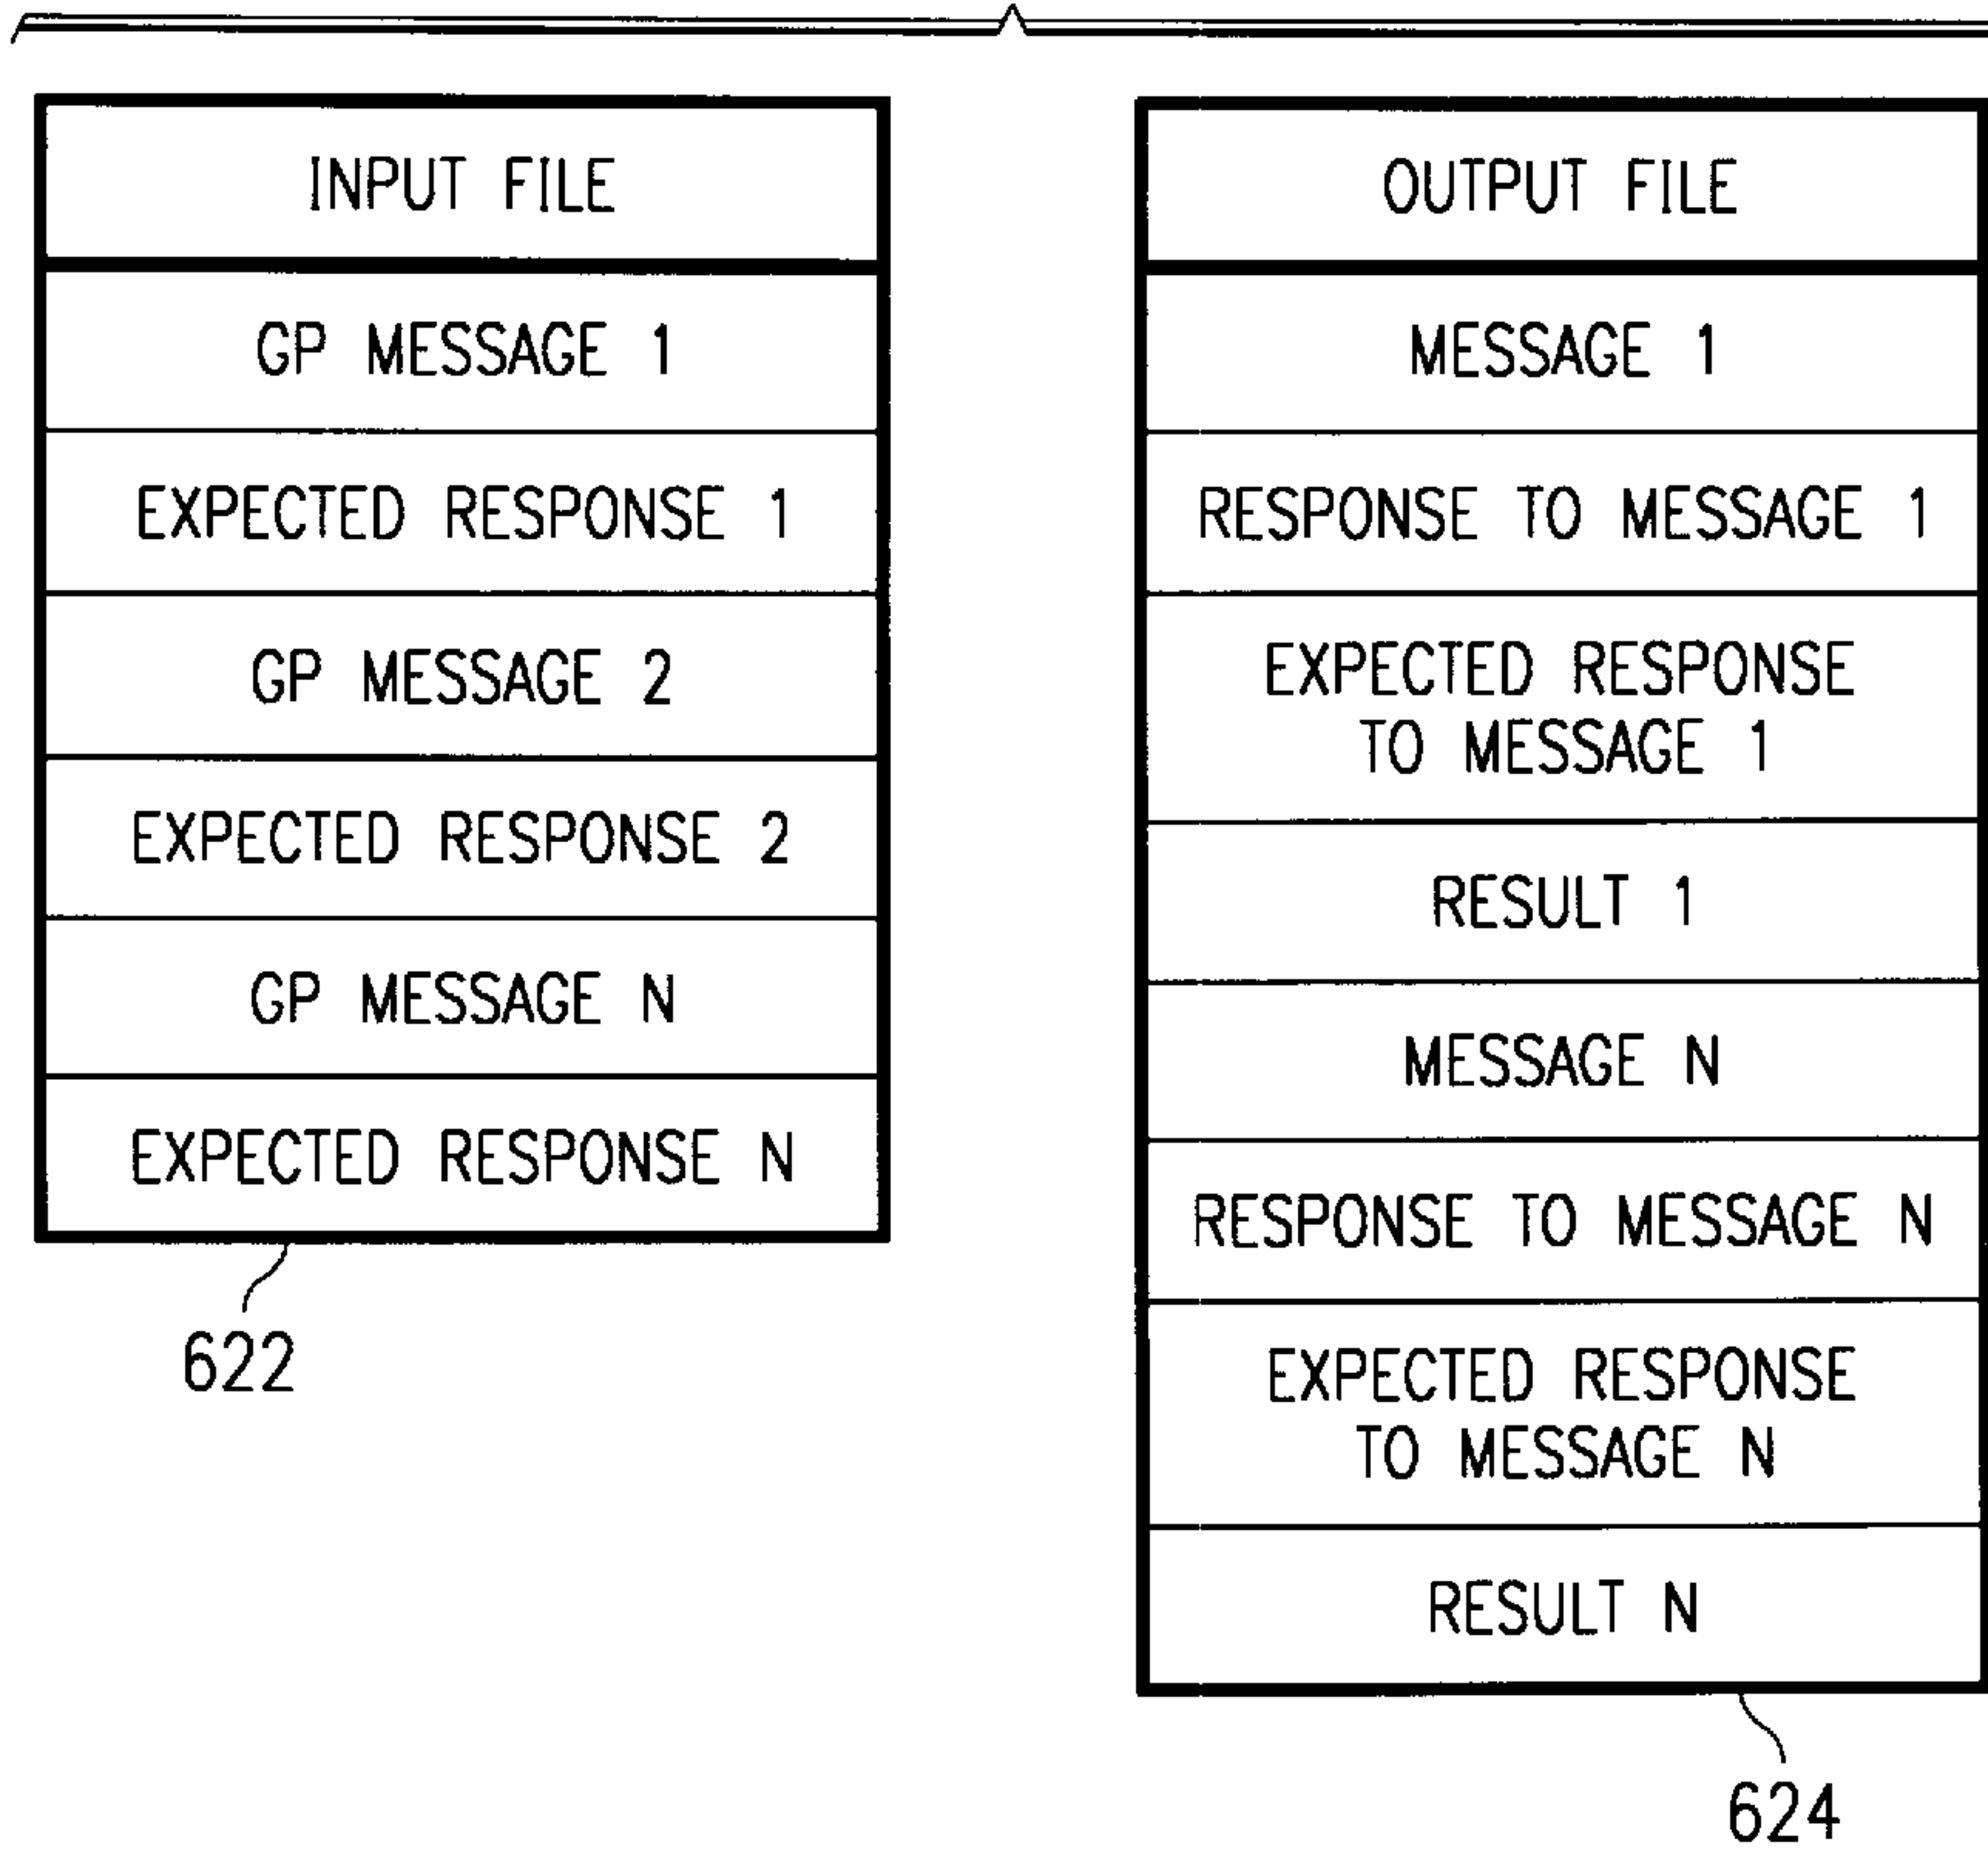 INPUT FILE
GP MESSAGE 1
EXPECTED RESPONSE 1
GP MESSAGE 2
EXPECTED RESPONSE 2
GP MESSAGE N
EXPECTED RESPONSE N
622
OUTPUT FILE
MESSAGE 1
RESPONSE TO MESSAGE 1
EXPECTED RESPONSE
TO MESSAGE 1
RESULT 1
MESSAGE N
RESPONSE TO MESSAGE N
EXPECTED RESPONSE
TO MESSAGE N
RESULT N
624